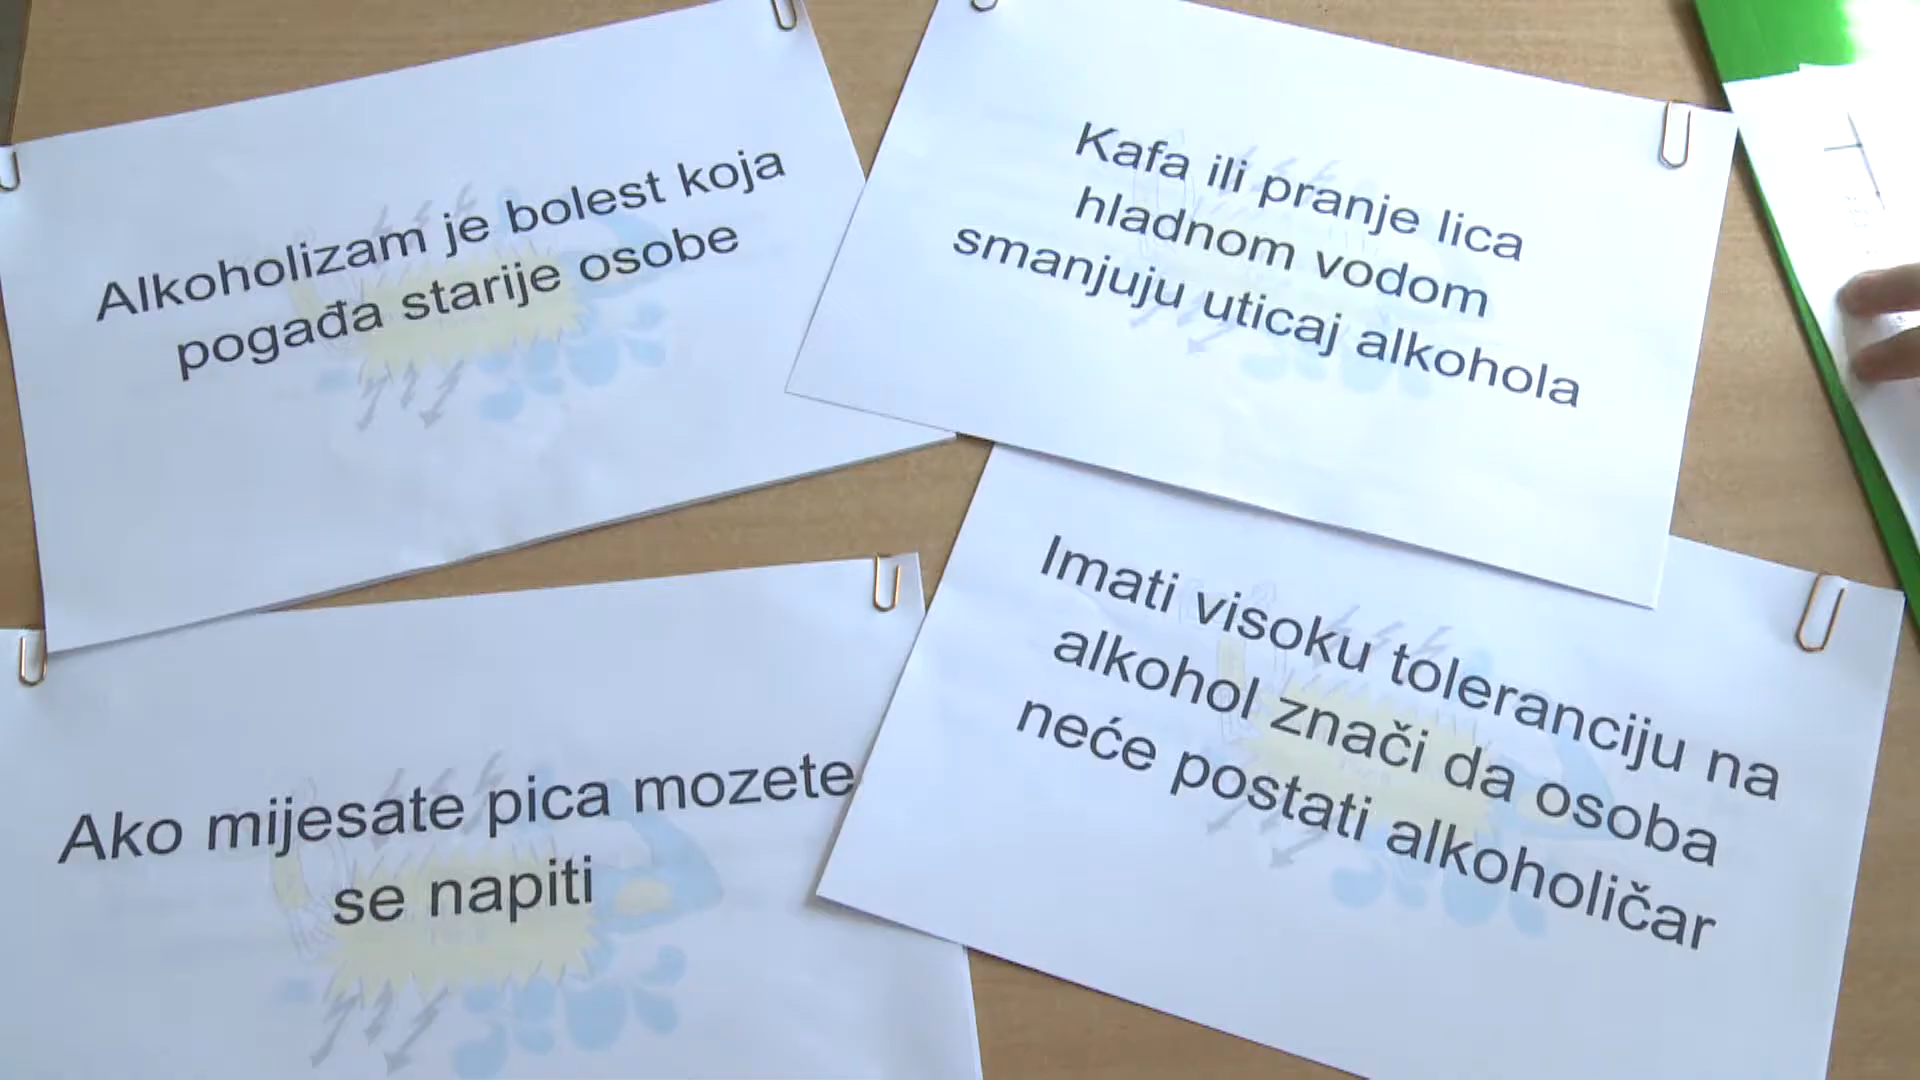 Alkoholizam je bolest koja
pogađa starije osobe
Kafa ili pranje lica
hladnom vodom
smanjuju uticaj alkohola
Ako mijesate pica mozete
se napiti
Imati visoku toleranciju na
alkohol znači da osoba
neće postati alkoholičar